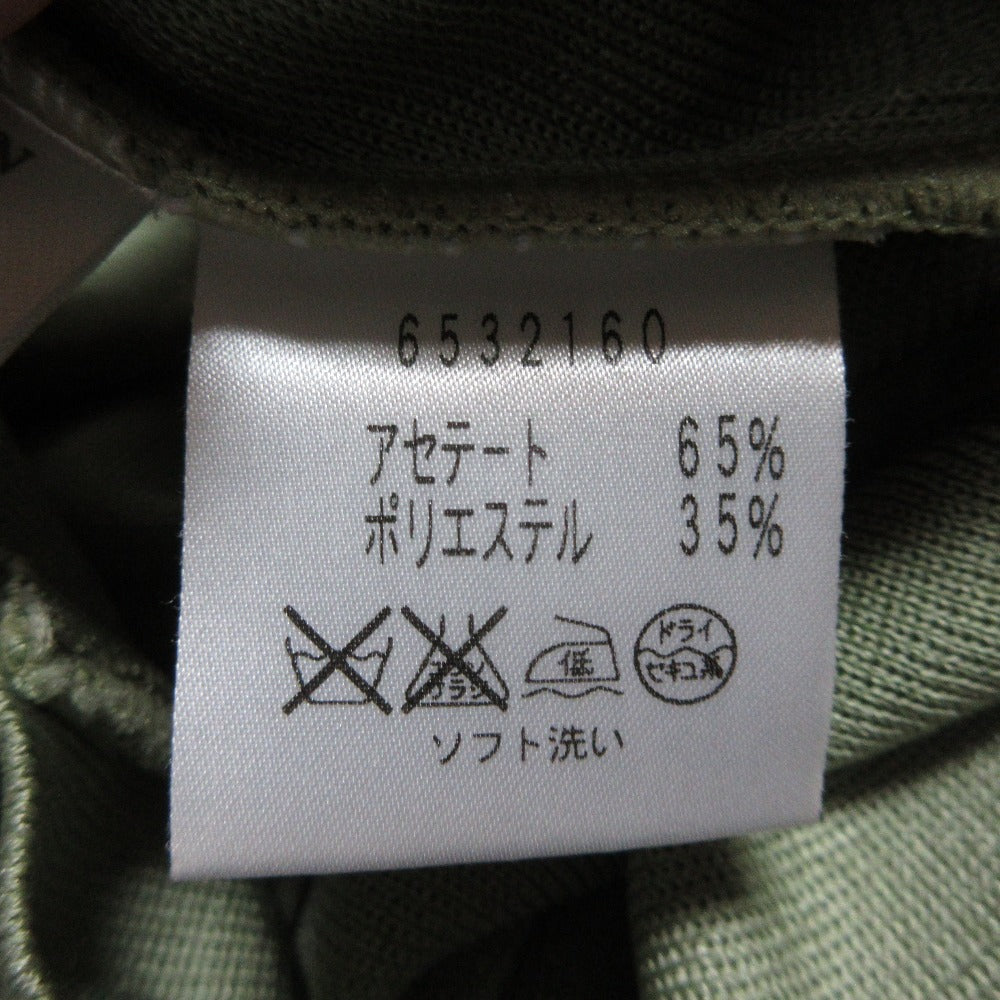 6532160
アセテート 65%
ポリエステル 35%
低 ドライ
セキユ系
ソフト洗い